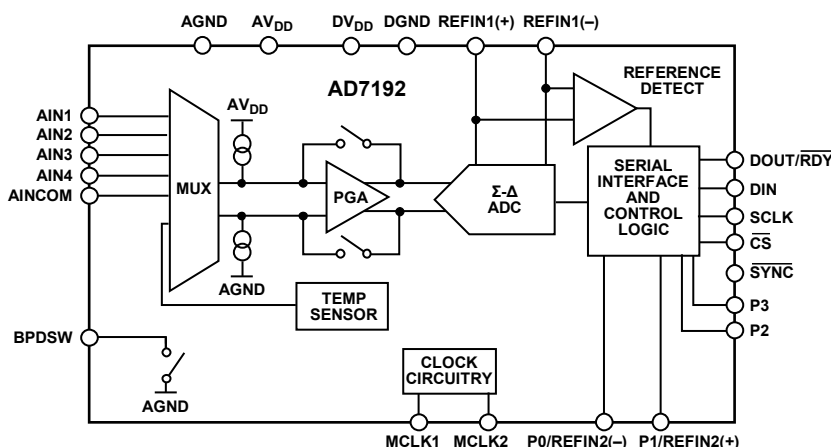 AGND AVDD DVDD DGND REFIN1(+) REFIN1(–)
AD7192
REFERENCE
DETECT
AIN1
AIN2
AIN3
AIN4
AINCOM
MUX
AVDD
AGND
PGA
Σ-Δ
ADC
SERIAL
INTERFACE
AND
CONTROL
LOGIC
DOUT/RDY
DIN
SCLK
CS
SYNC
P3
P2
TEMP
SENSOR
BPDSW
AGND
CLOCK
CIRCUITRY
MCLK1 MCLK2 P0/REFIN2(–) P1/REFIN2(+)